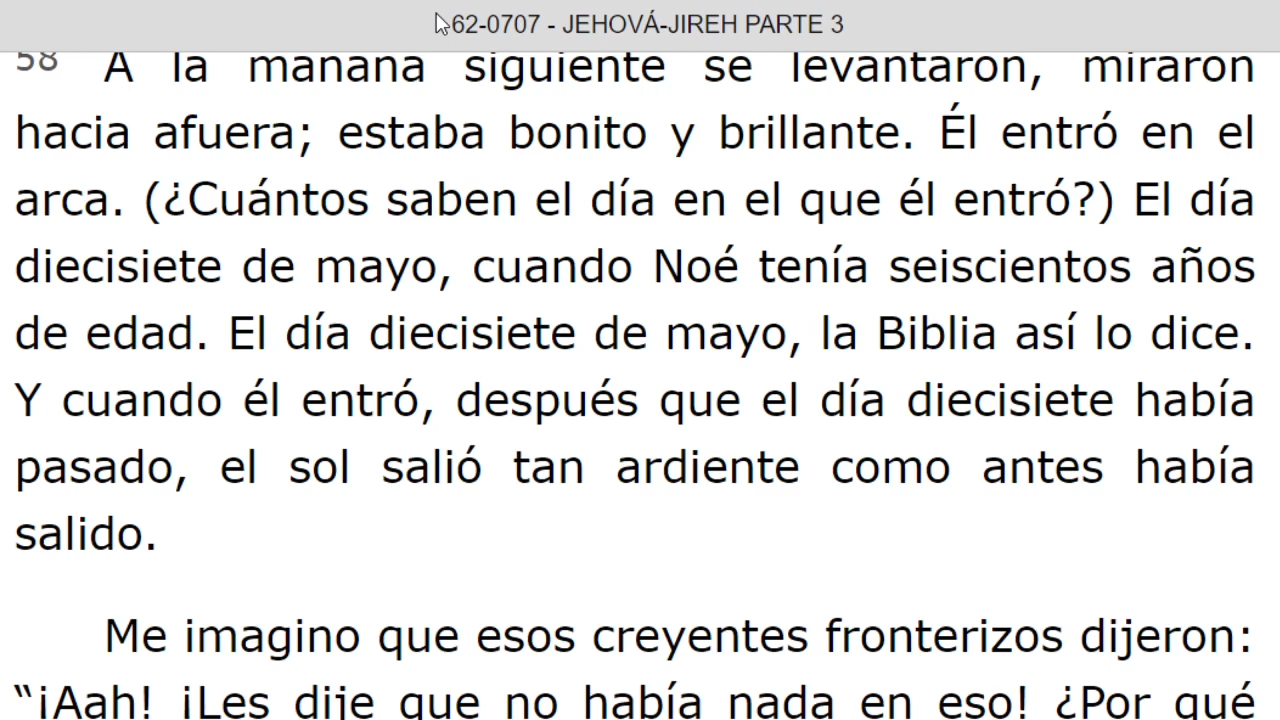 62-0707 - JEHOVÁ-JIREH PARTE 3
58 A la mañana siguiente se levantaron, miraron
hacia afuera; estaba bonito y brillante. Él entró en el
arca. (¿Cuántos saben el día en el que él entró?) El día
diecisiete de mayo, cuando Noé tenía seiscientos años
de edad. El día diecisiete de mayo, la Biblia así lo dice.
Y cuando él entró, después que el día diecisiete había
pasado, el sol salió tan ardiente como antes había
salido.
Me imagino que esos creyentes fronterizos dijeron:
“¡Aah! ¡Les dije que no había nada en eso! ¿Por qué